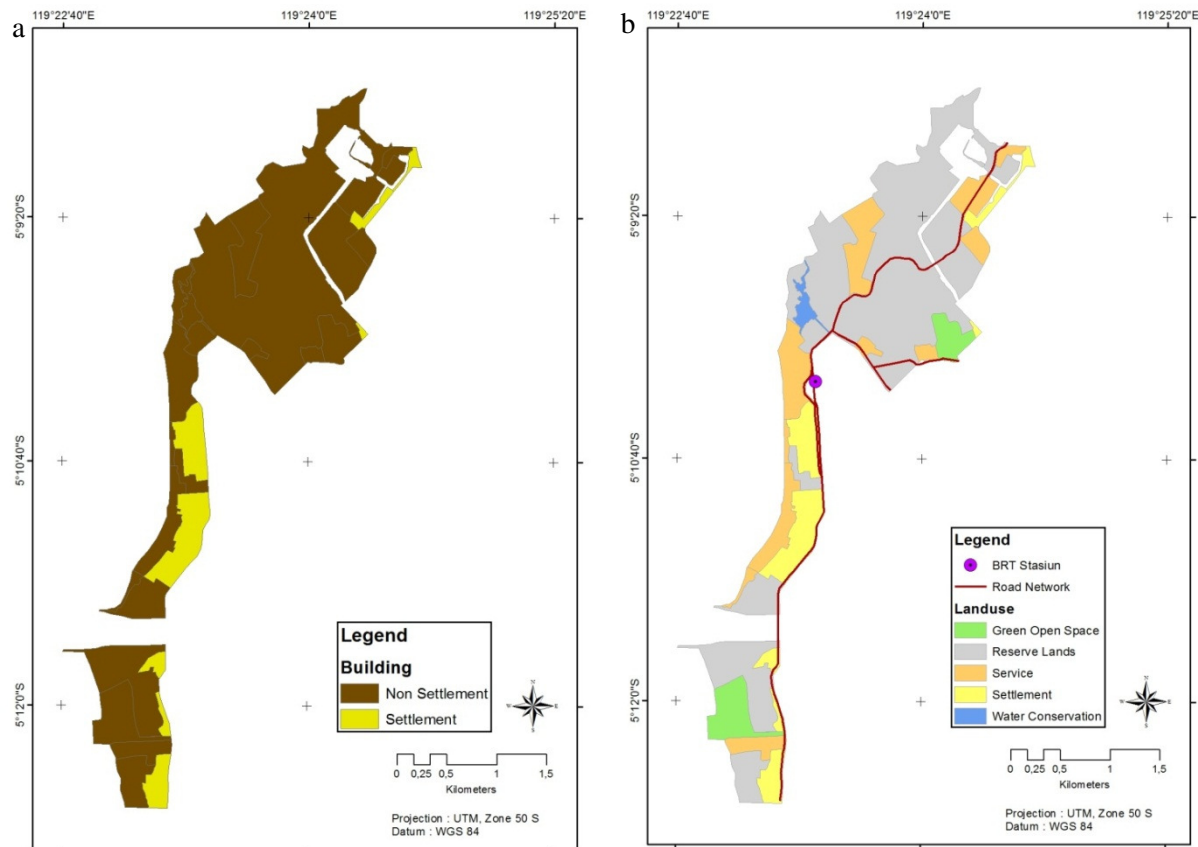 a
119°22'40"E
119°24'0"E
119°25'20"E
5°9'20"S
5°10'40"S
5°12'0"S
Legend
Building
Non Settlement
Settlement
N
W
E
S
0 0,25 0,5 1 1,5
Kilometers
Projection : UTM, Zone 50 S
Datum : WGS 84
b
119°22'40"E
119°24'0"E
119°25'20"E
5°9'20"S
5°10'40"S
5°12'0"S
Legend
BRT Stasiun
Road Network
Landuse
Green Open Space
Reserve Lands
Service
Settlement
Water Conservation
N
W
E
S
0 0,25 0,5 1 1,5
Kilometers
Projection : UTM, Zone 50 S
Datum : WGS 84